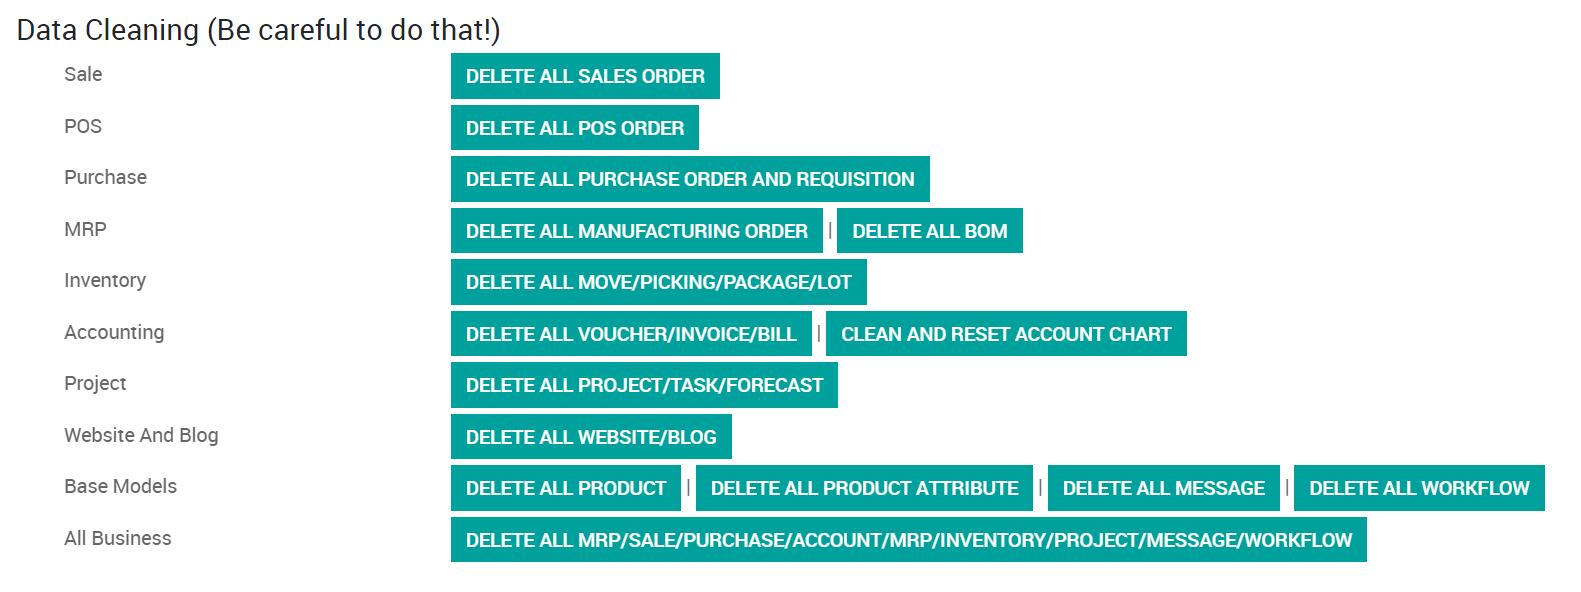 Data Cleaning (Be careful to do that!)
Sale DELETE ALL SALES ORDER
POS DELETE ALL POS ORDER
Purchase DELETE ALL PURCHASE ORDER AND REQUISITION
MRP DELETE ALL MANUFACTURING ORDER | DELETE ALL BOM
Inventory DELETE ALL MOVE/PICKING/PACKAGE/LOT
Accounting DELETE ALL VOUCHER/INVOICE/BILL | CLEAN AND RESET ACCOUNT CHART
Project DELETE ALL PROJECT/TASK/FORECAST
Website And Blog DELETE ALL WEBSITE/BLOG
Base Models DELETE ALL PRODUCT | DELETE ALL PRODUCT ATTRIBUTE | DELETE ALL MESSAGE | DELETE ALL WORKFLOW
All Business DELETE ALL MRP/SALE/PURCHASE/ACCOUNT/MRP/INVENTORY/PROJECT/MESSAGE/WORKFLOW